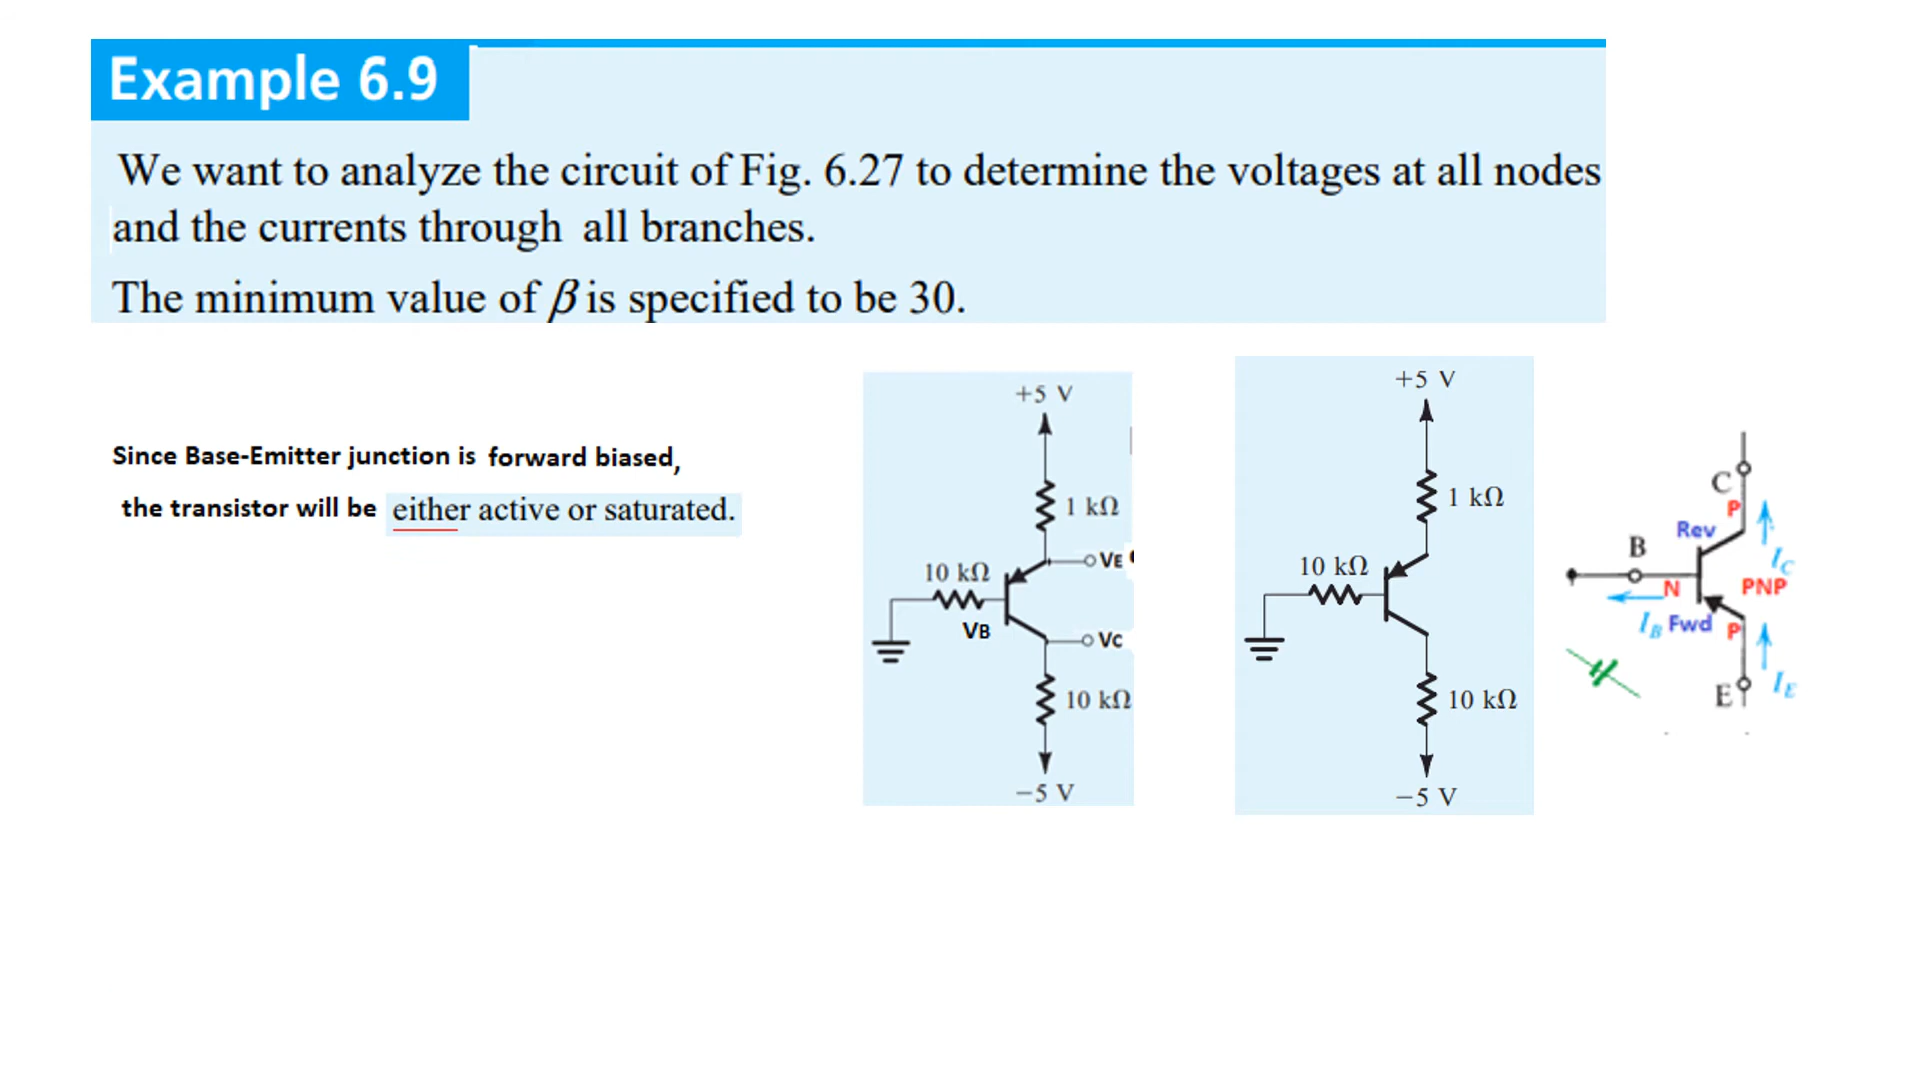 Example 6.9
We want to analyze the circuit of Fig. 6.27 to determine the voltages at all nodes
and the currents through all branches.
The minimum value of β is specified to be 30.
Since Base-Emitter junction is forward biased,
the transistor will be either active or saturated.
+5 V
1 kΩ
VE
10 kΩ
VB
VC
10 kΩ
−5 V
+5 V
1 kΩ
10 kΩ
10 kΩ
−5 V
C
P
Rev
B
IC
N
PNP
IB
Fwd
P
E
IE